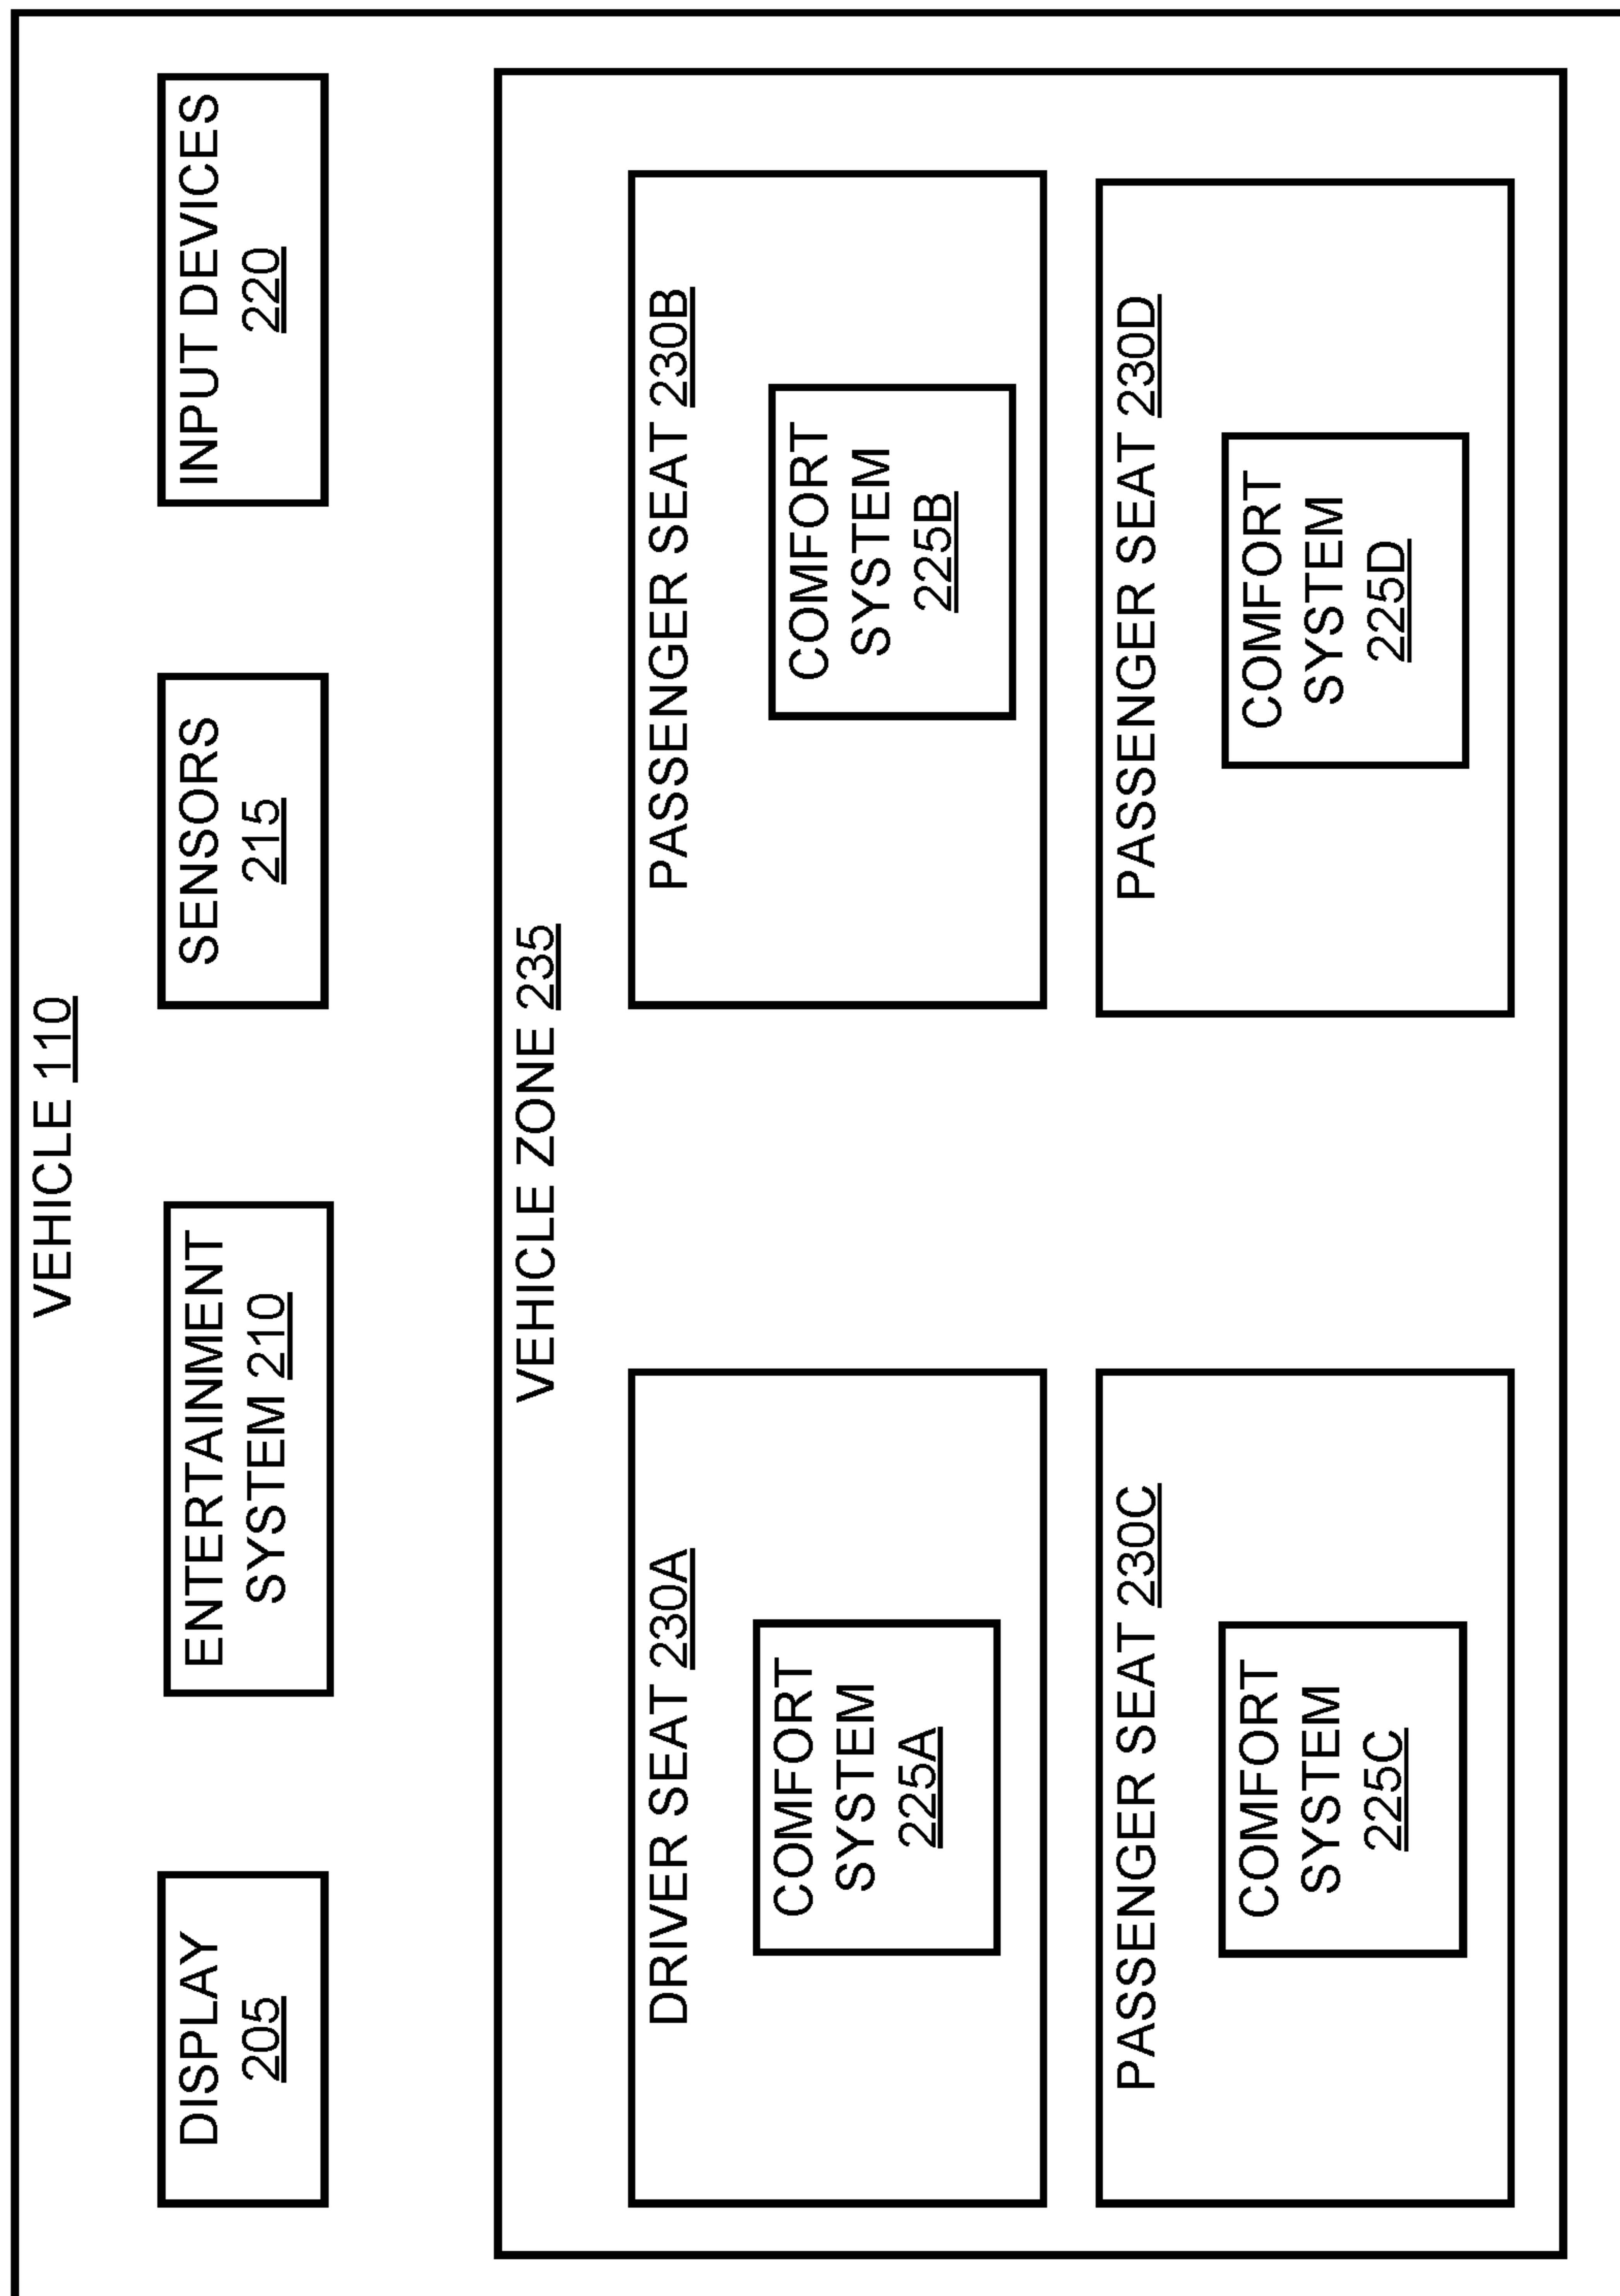 VEHICLE 110
DISPLAY
205
ENTERTAINMENT
SYSTEM 210
SENSORS
215
INPUT DEVICES
220
VEHICLE ZONE 235
DRIVER SEAT 230A
COMFORT
SYSTEM
225A
PASSENGER SEAT 230B
COMFORT
SYSTEM
225B
PASSENGER SEAT 230C
COMFORT
SYSTEM
225C
PASSENGER SEAT 230D
COMFORT
SYSTEM
225D